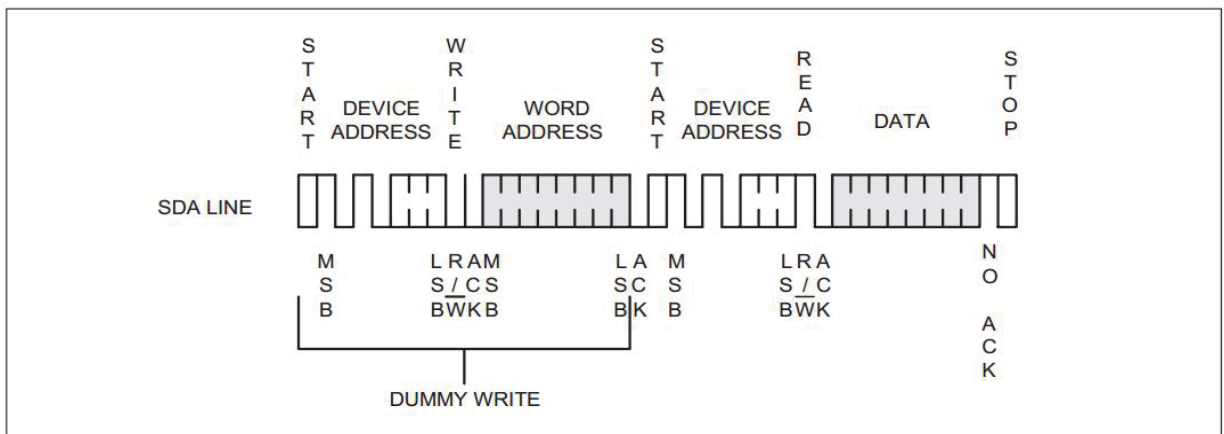 START
DEVICE ADDRESS
WRITE
WORD ADDRESS
START
DEVICE ADDRESS
READ
DATA
STOP
SDA LINE
MSB
LSB
R/W
ACK
MSB
LSB
ACK
MSB
LSB
R/W
ACK
NO ACK
DUMMY WRITE